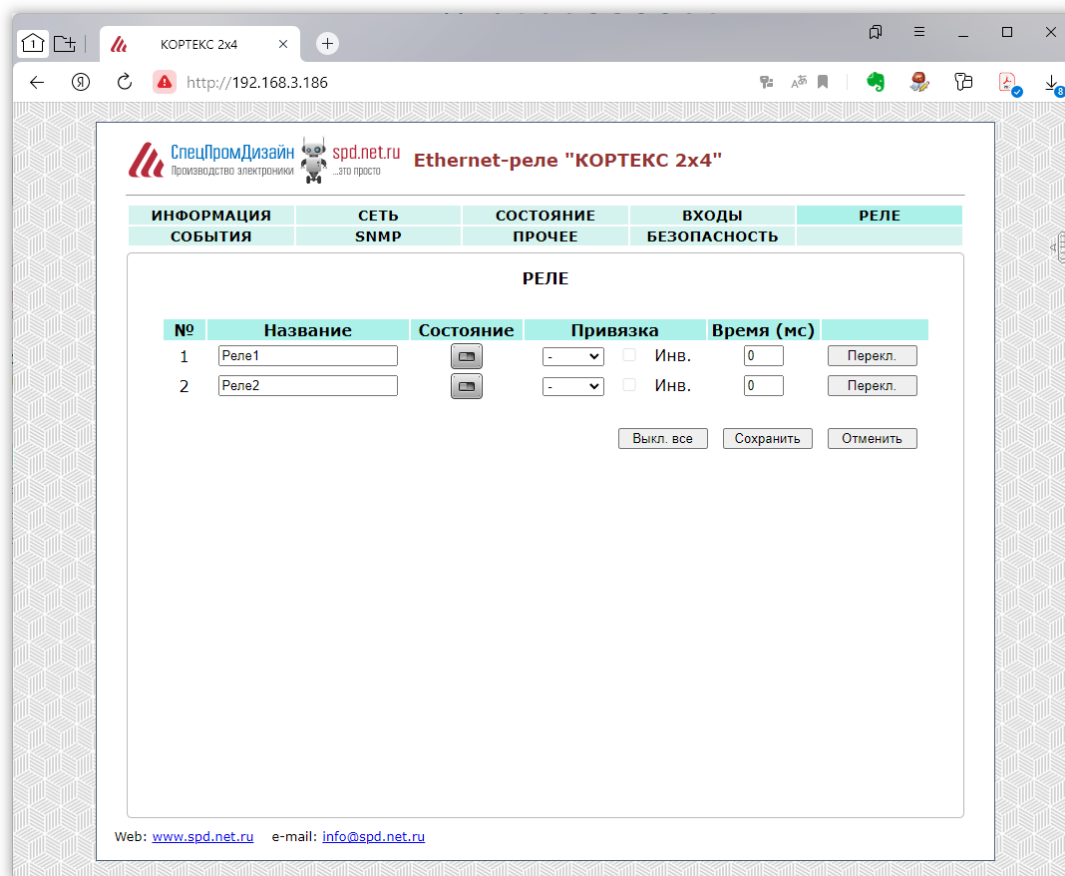 1 КОРТЕКС 2x4
http://192.168.3.186
8
СпецПромДизайн spd.net.ru Ethernet-реле "КОРТЕКС 2x4"
Производство электроники ...это просто
ИНФОРМАЦИЯ СЕТЬ СОСТОЯНИЕ ВХОДЫ РЕЛЕ
СОБЫТИЯ SNMP ПРОЧЕЕ БЕЗОПАСНОСТЬ
РЕЛЕ
№ Название Состояние Привязка Время (мс)
1 Реле1 - Инв. 0 Перекл.
2 Реле2 - Инв. 0 Перекл.
Выкл. все Сохранить Отменить
Web: www.spd.net.ru e-mail: info@spd.net.ru